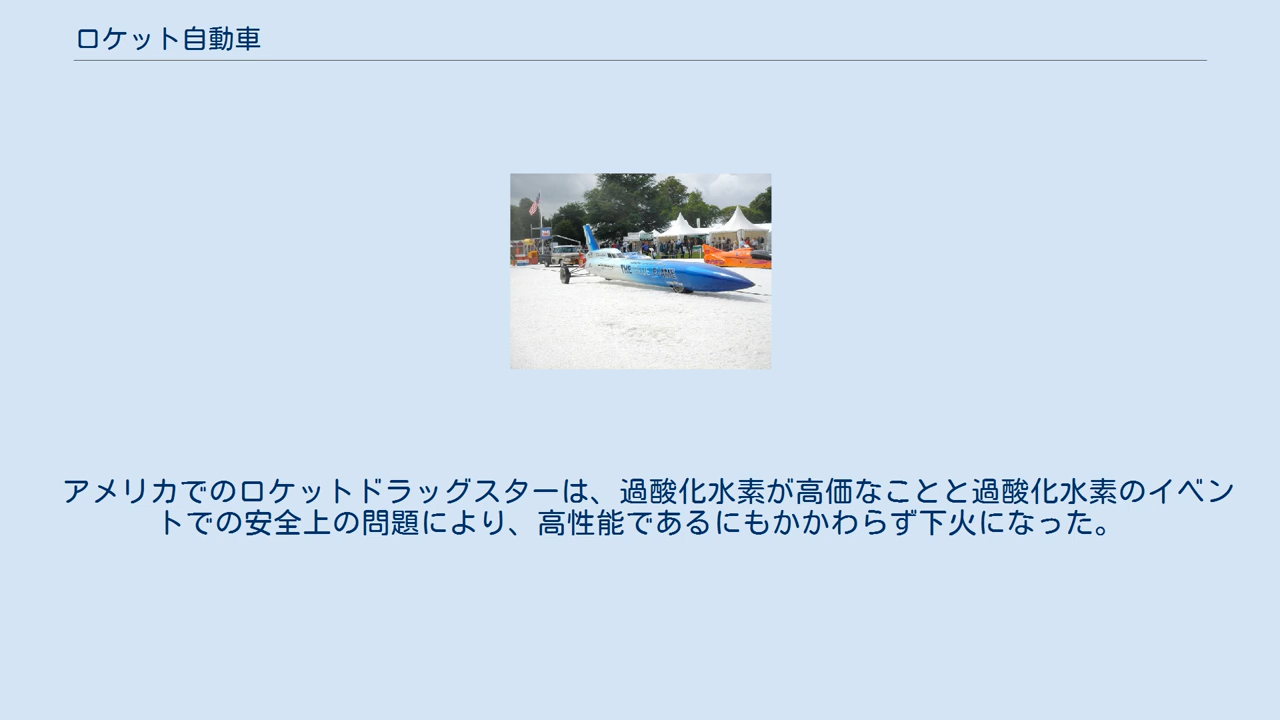 ロケット自動車
THE
アメリカでのロケットドラッグスターは、過酸化水素が高価なことと過酸化水素のイベン
トでの安全上の問題により、高性能であるにもかかわらず下火になった。